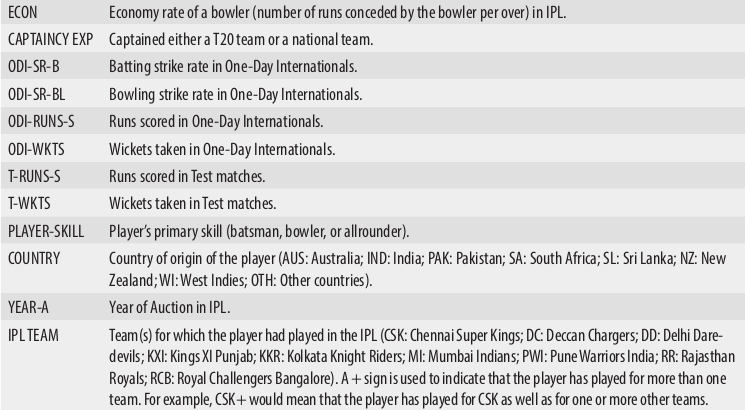 ECON Economy rate of a bowler (number of runs conceded by the bowler per over) in IPL.
CAPTAINCY EXP Captained either a T20 team or a national team.
ODI-SR-B Batting strike rate in One-Day Internationals.
ODI-SR-BL Bowling strike rate in One-Day Internationals.
ODI-RUNS-S Runs scored in One-Day Internationals.
ODI-WKTS Wickets taken in One-Day Internationals.
T-RUNS-S Runs scored in Test matches.
T-WKTS Wickets taken in Test matches.
PLAYER-SKILL Player's primary skill (batsman, bowler, or allrounder).
COUNTRY Country of origin of the player (AUS: Australia; IND: India; PAK: Pakistan; SA: South Africa; SL: Sri Lanka; NZ: New
Zealand; WI: West Indies; OTH: Other countries).
YEAR-A Year of Auction in IPL.
IPL TEAM Team(s) for which the player had played in the IPL (CSK: Chennai Super Kings; DC: Deccan Chargers; DD: Delhi Dare-
devils; KXI: Kings XI Punjab; KKR: Kolkata Knight Riders; MI: Mumbai Indians; PWI: Pune Warriors India; RR: Rajasthan
Royals; RCB: Royal Challengers Bangalore). A + sign is used to indicate that the player has played for more than one
team. For example, CSK+ would mean that the player has played for CSK as well as for one or more other teams.